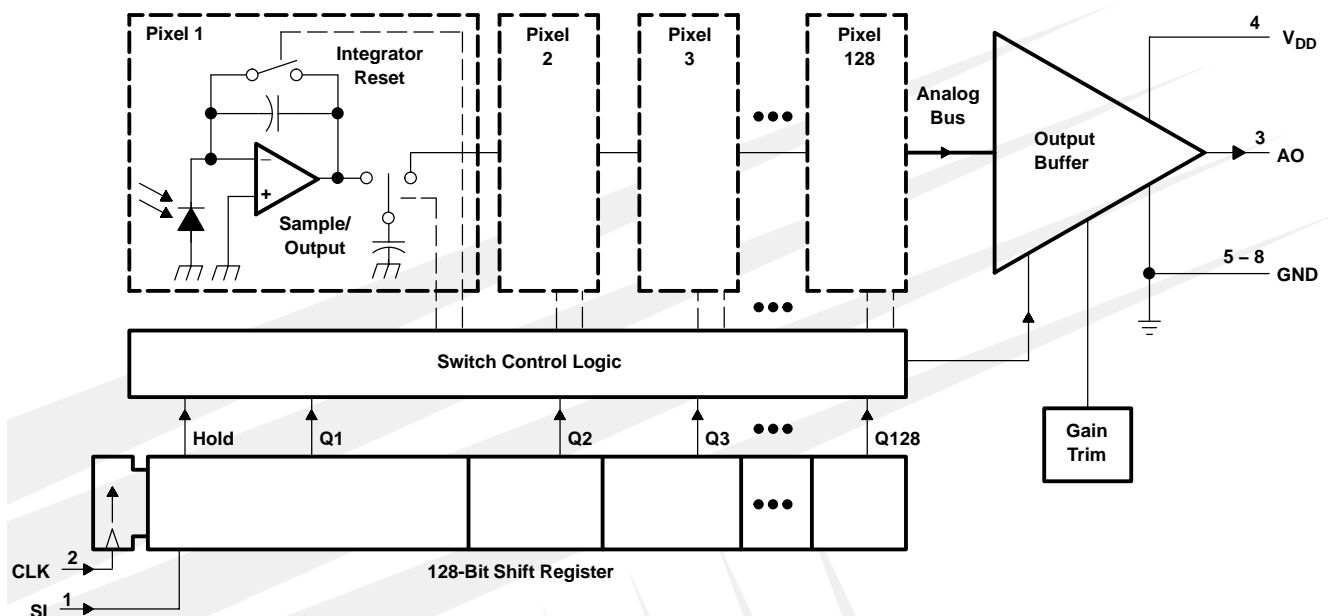 Pixel 1
Integrator
Reset
Sample/
Output
−
+
Pixel
2
Pixel
3
Pixel
128
Analog
Bus
Output
Buffer
4
VDD
3
AO
5 – 8
GND
Switch Control Logic
Hold
Q1
Q2
Q3
Q128
Gain
Trim
2
CLK
1
SI
128-Bit Shift Register